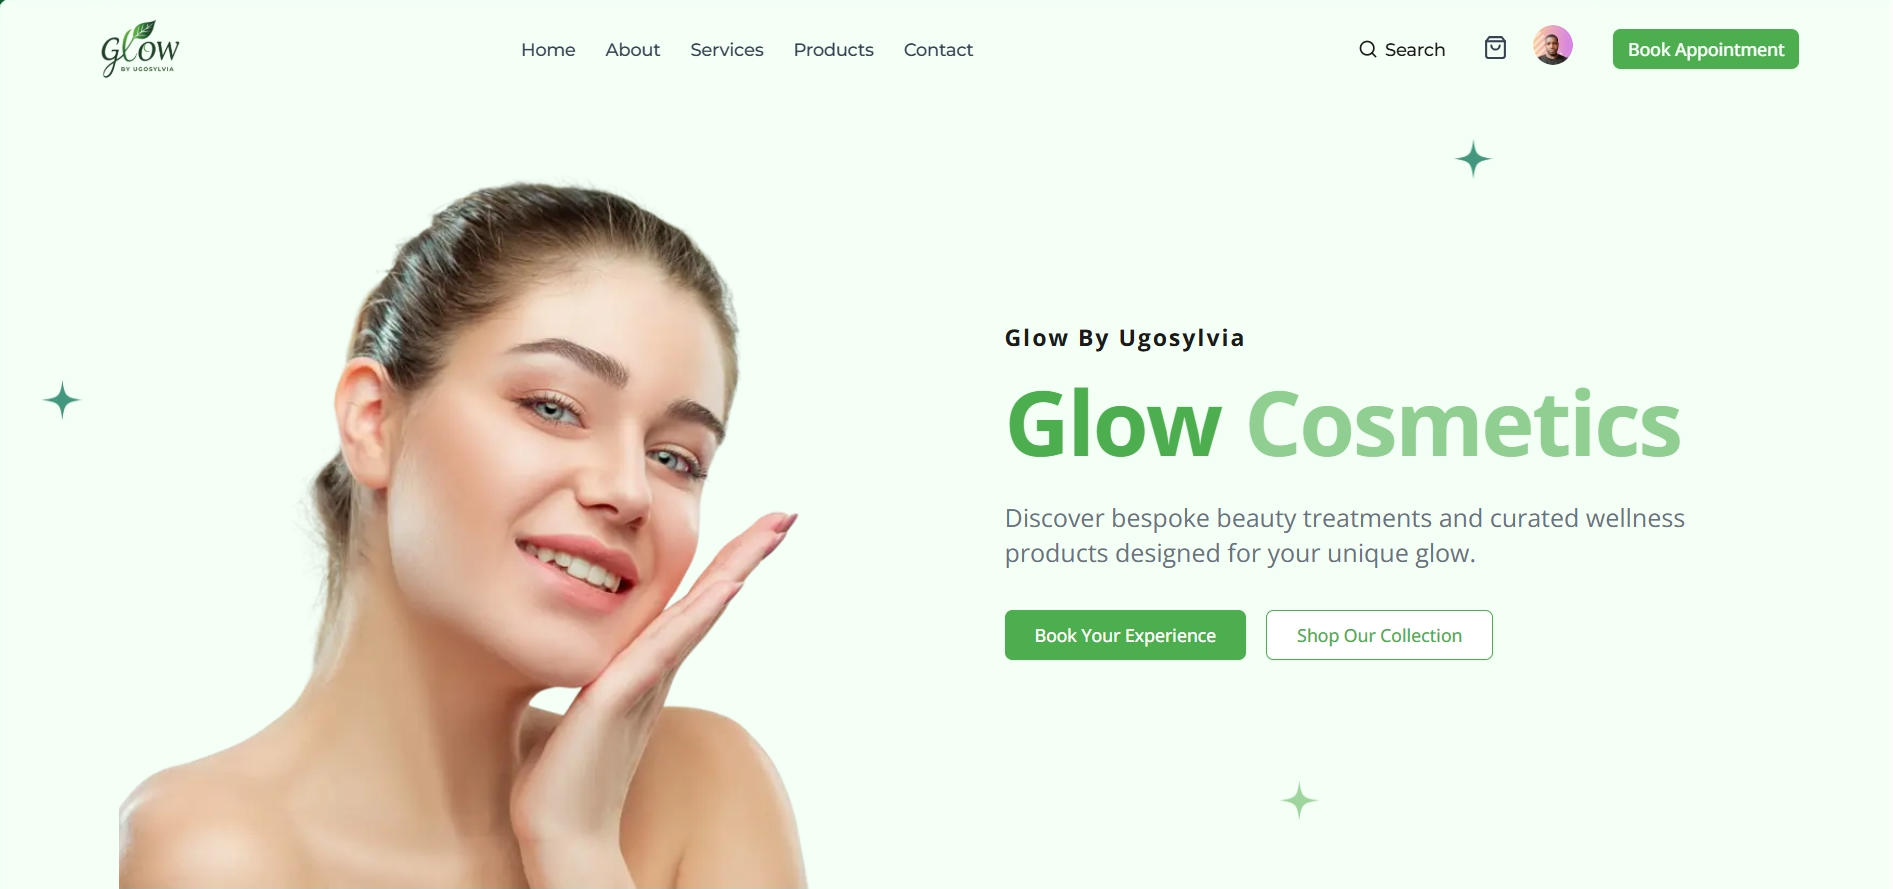 Glow
BY UGOSYLVIA
Home About Services Products Contact
Search
Book Appointment
Glow By Ugosylvia
Glow Cosmetics
Discover bespoke beauty treatments and curated wellness
products designed for your unique glow.
Book Your Experience Shop Our Collection